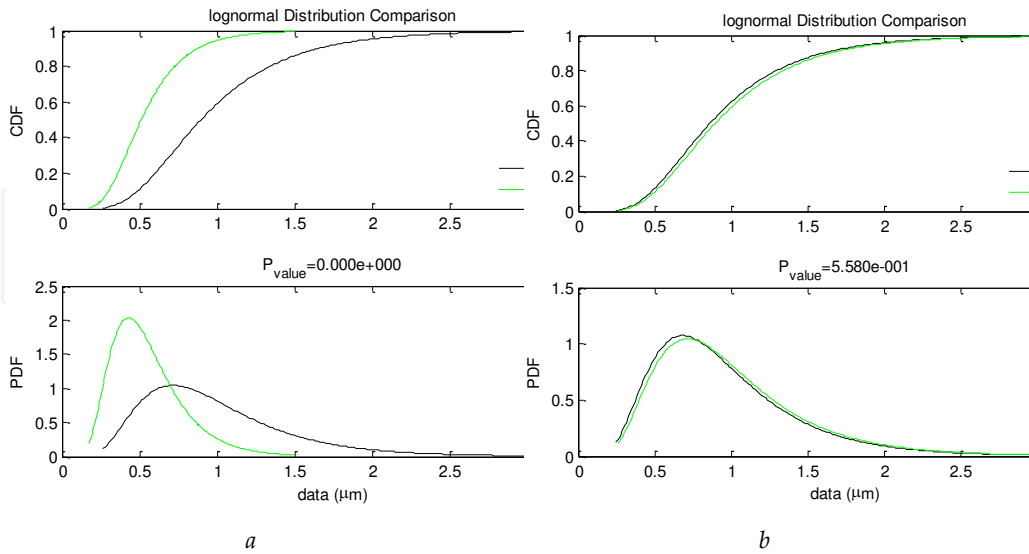 lognormal Distribution Comparison
1
0.8
0.6
0.4
0.2
0
CDF
0 0.5 1 1.5 2 2.5
P_value=0.000e+000
2.5
2
1.5
1
0.5
0
PDF
0 0.5 1 1.5 2 2.5
data (μm)
a
lognormal Distribution Comparison
1
0.8
0.6
0.4
0.2
0
CDF
0 0.5 1 1.5 2 2.5
P_value=5.580e-001
1.5
1
0.5
0
PDF
0 0.5 1 1.5 2 2.5
data (μm)
b